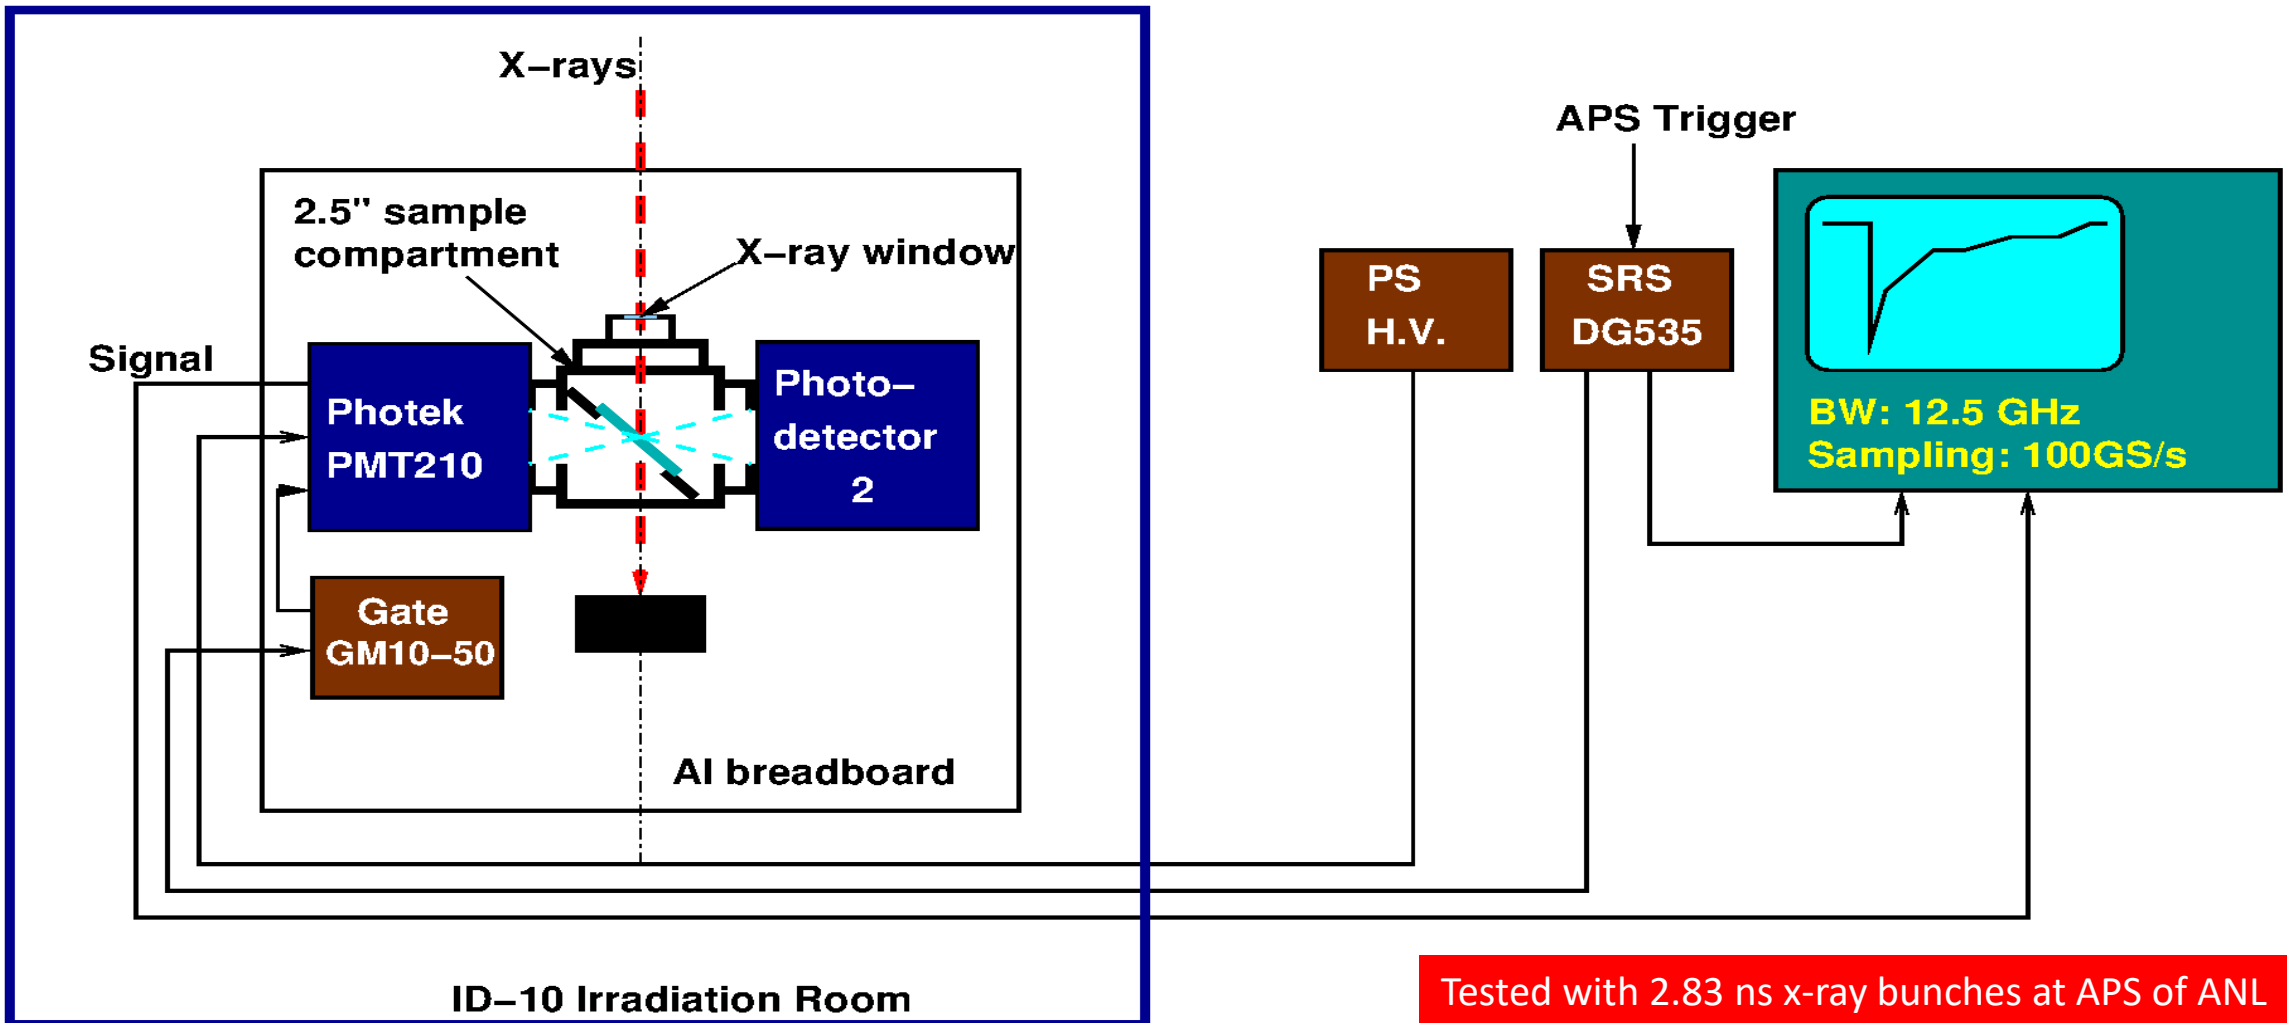 X–rays
APS Trigger
2.5" sample
compartment
X–ray window
PS
H.V.
SRS
DG535
Signal
Photek
PMT210
Photo–
detector
2
BW: 12.5 GHz
Sampling: 100GS/s
Gate
GM10–50
Al breadboard
ID–10 Irradiation Room
Tested with 2.83 ns x-ray bunches at APS of ANL